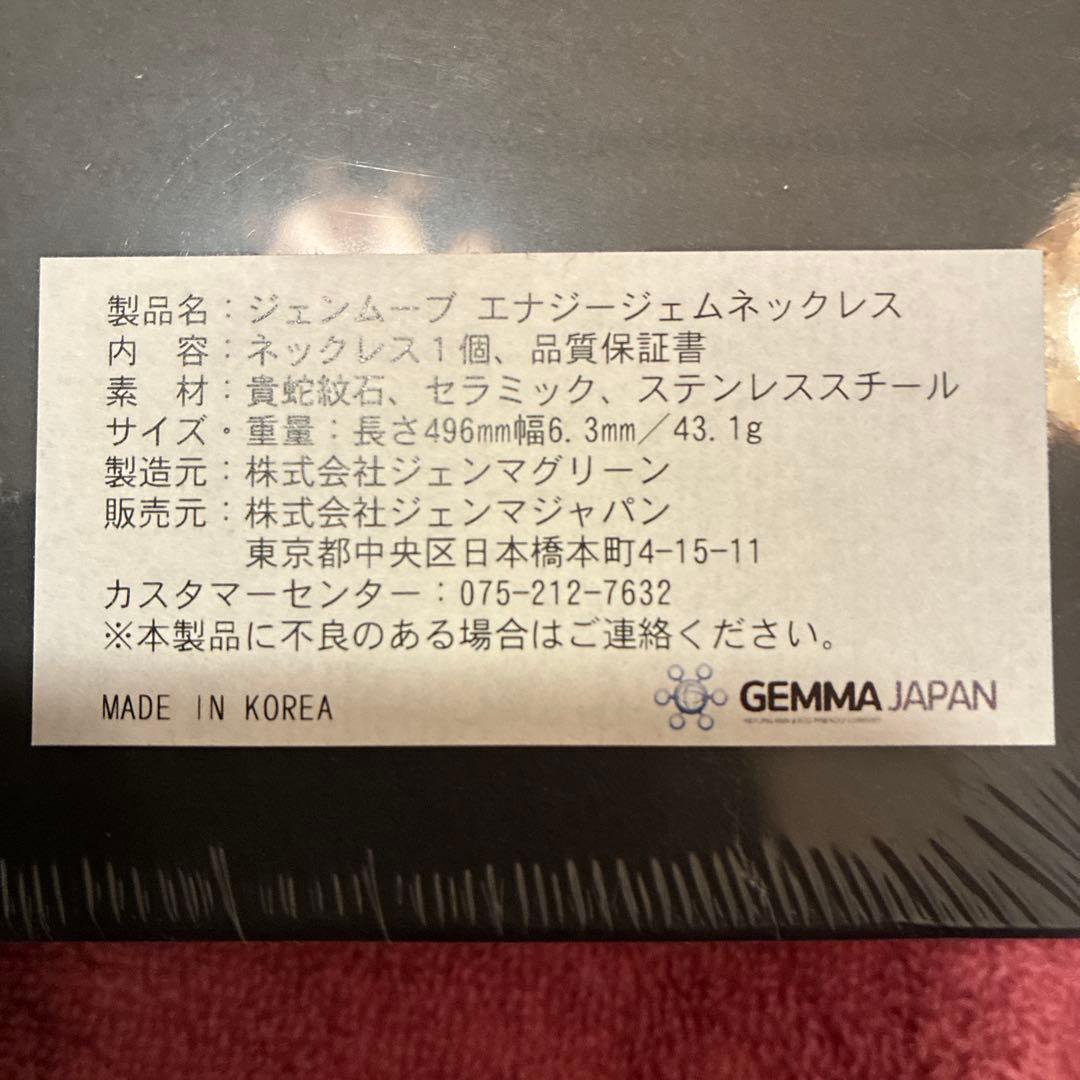 製品名：ジェンムーブ エナジージェムネックレス
内　容：ネックレス1個、品質保証書
素　材：貴蛇紋石、セラミック、ステンレススチール
サイズ・重量：長さ496mm幅6.3mm／43.1g
製造元：株式会社ジェンマグリーン
販売元：株式会社ジェンマジャパン
東京都中央区日本橋本町4-15-11
カスタマーセンター：075-212-7632
※本製品に不良のある場合はご連絡ください。
MADE IN KOREA
GEMMA JAPAN